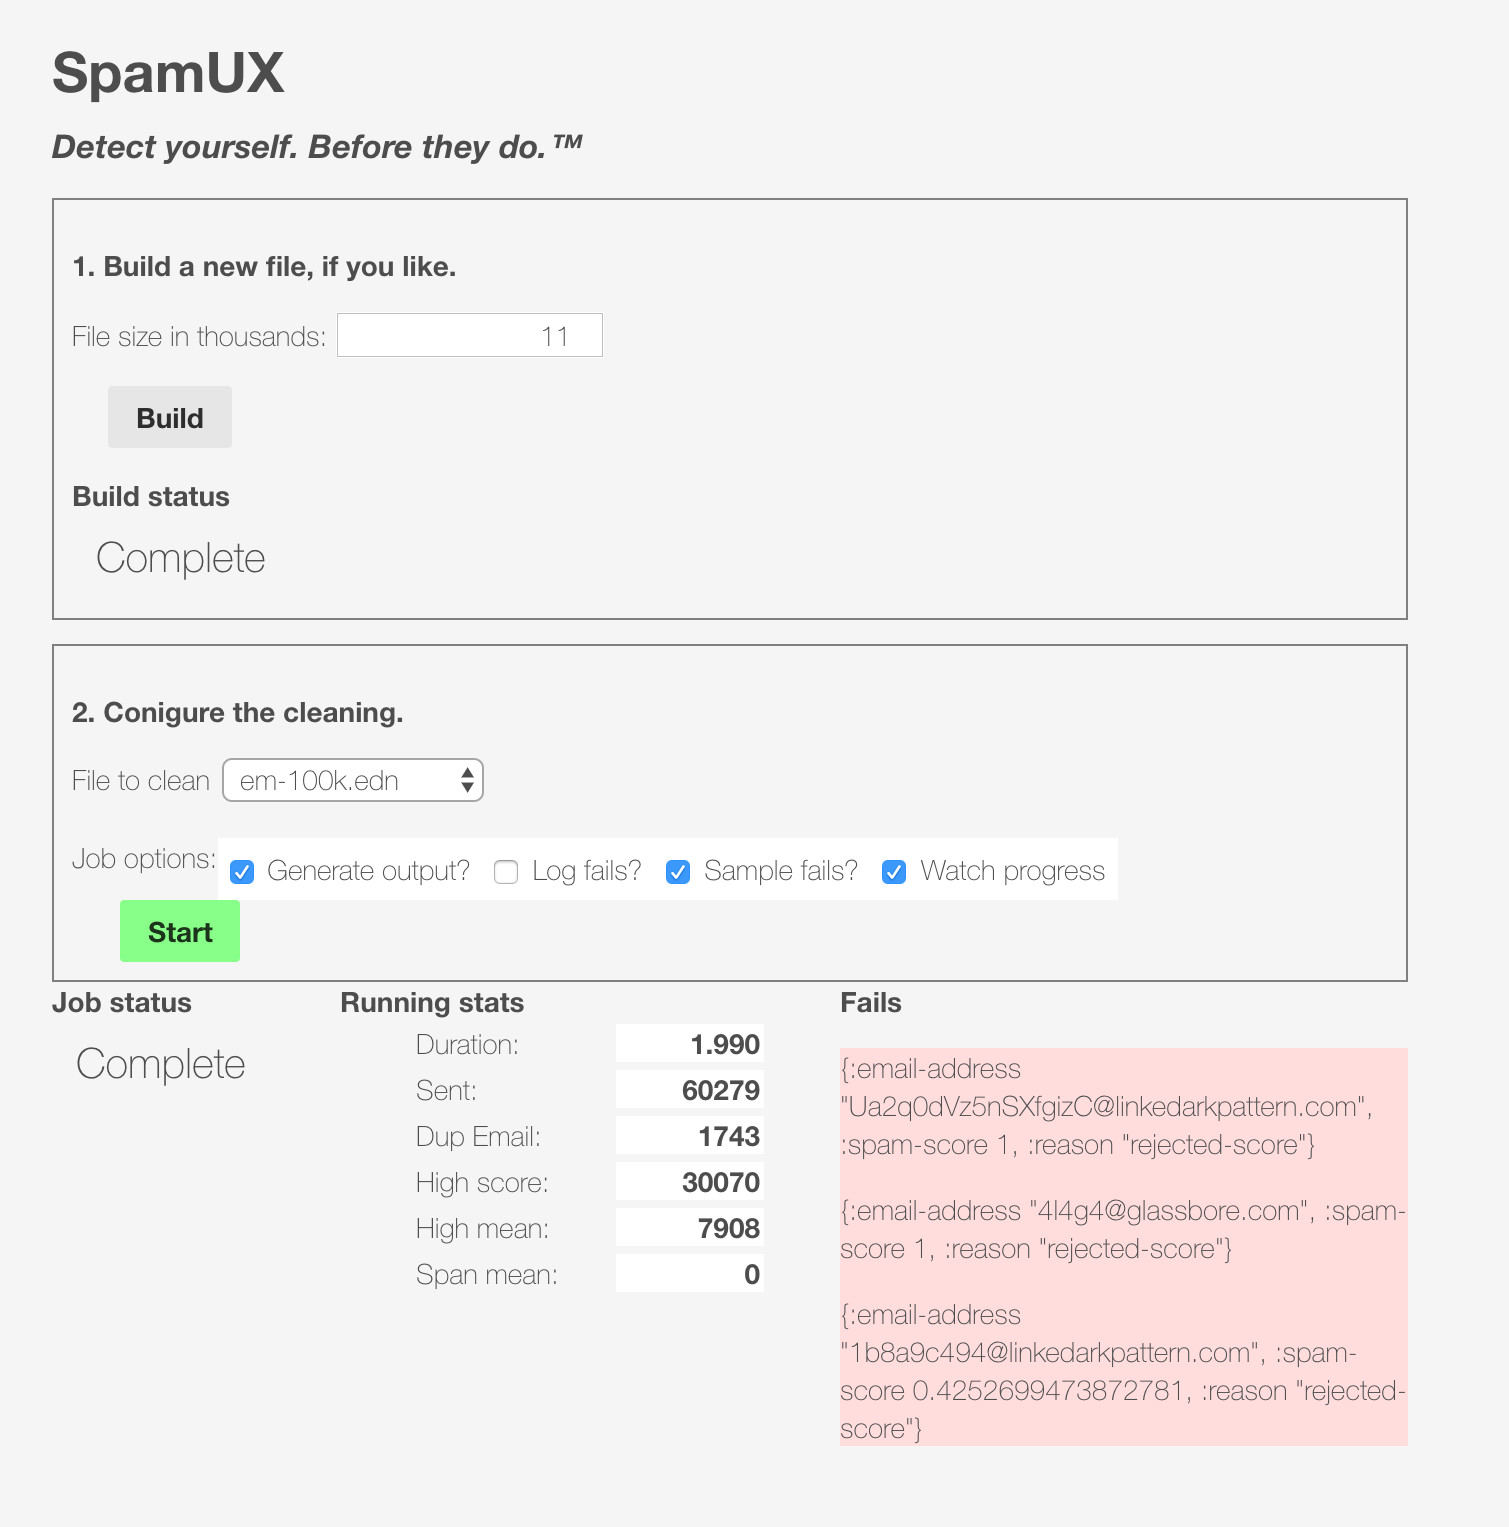 SpamUX
Detect yourself. Before they do.™
1. Build a new file, if you like.
File size in thousands: 11
Build
Build status
Complete
2. Conigure the cleaning.
File to clean em-100k.edn
Job options: Generate output? Log fails? Sample fails? Watch progress
Start
Job status
Complete
Running stats
Duration: 1.990
Sent: 60279
Dup Email: 1743
High score: 30070
High mean: 7908
Span mean: 0
Fails
{:email-address
"Ua2q0dVz5nSXfgizC@linkedarkpattern.com",
:spam-score 1, :reason "rejected-score"}
{:email-address "4l4g4@glassbore.com", :spam-
score 1, :reason "rejected-score"}
{:email-address
"1b8a9c494@linkedarkpattern.com", :spam-
score 0.4252699473872781, :reason "rejected-
score"}